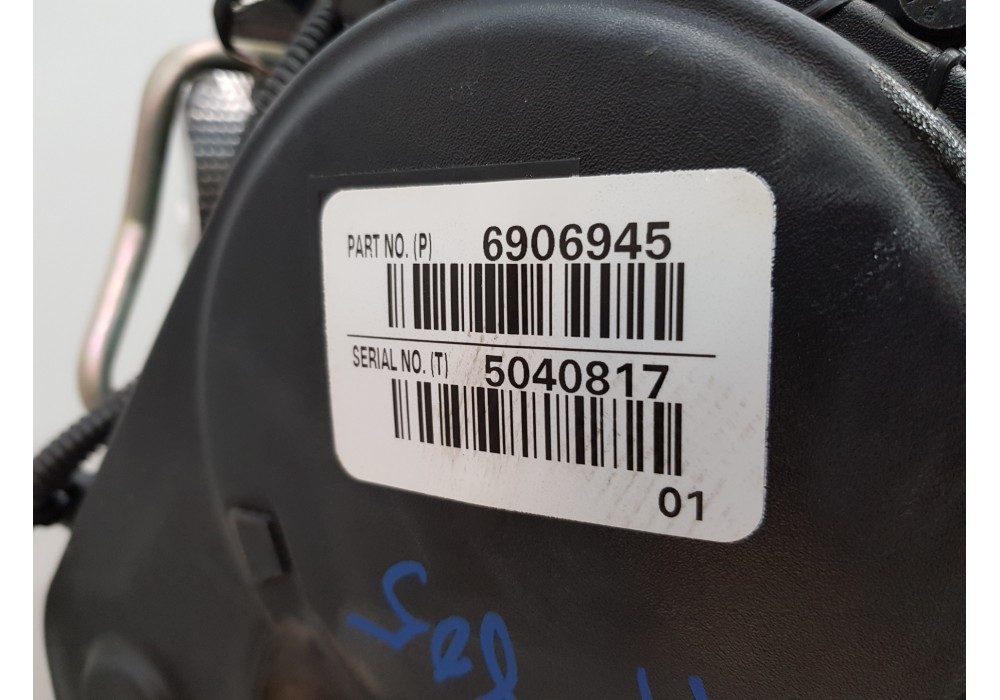 PART NO. (P) 6906945
SERIAL NO. (T) 5040817
01